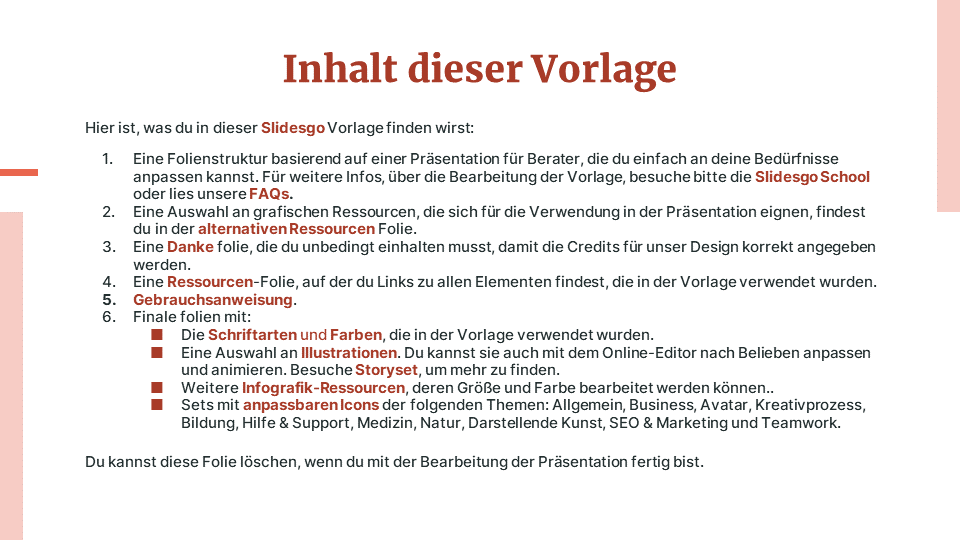 Inhalt dieser Vorlage
Hier ist, was du in dieser Slidesgo Vorlage finden wirst:
1. Eine Folienstruktur basierend auf einer Präsentation für Berater, die du einfach an deine Bedürfnisse
anpassen kannst. Für weitere Infos, über die Bearbeitung der Vorlage, besuche bitte die Slidesgo School
oder lies unsere FAQs.
2. Eine Auswahl an grafischen Ressourcen, die sich für die Verwendung in der Präsentation eignen, findest
du in der alternativen Ressourcen Folie.
3. Eine Danke folie, die du unbedingt einhalten musst, damit die Credits für unser Design korrekt angegeben
werden.
4. Eine Ressourcen-Folie, auf der du Links zu allen Elementen findest, die in der Vorlage verwendet wurden.
5. Gebrauchsanweisung.
6. Finale folien mit:
■ Die Schriftarten und Farben, die in der Vorlage verwendet wurden.
■ Eine Auswahl an Illustrationen. Du kannst sie auch mit dem Online-Editor nach Belieben anpassen
und animieren. Besuche Storyset, um mehr zu finden.
■ Weitere Infografik-Ressourcen, deren Größe und Farbe bearbeitet werden können..
■ Sets mit anpassbaren Icons der folgenden Themen: Allgemein, Business, Avatar, Kreativprozess,
Bildung, Hilfe & Support, Medizin, Natur, Darstellende Kunst, SEO & Marketing und Teamwork.
Du kannst diese Folie löschen, wenn du mit der Bearbeitung der Präsentation fertig bist.